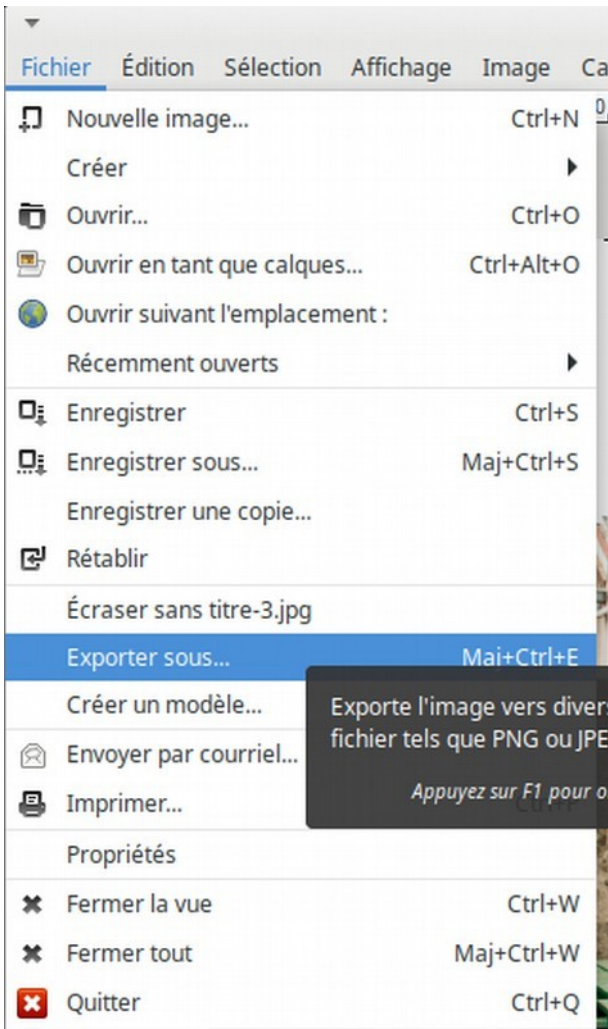 Fichier Édition Sélection Affichage Image
Nouvelle image... Ctrl+N
Créer
Ouvrir... Ctrl+O
Ouvrir en tant que calques... Ctrl+Alt+O
Ouvrir suivant l'emplacement :
Récemment ouverts
Enregistrer Ctrl+S
Enregistrer sous... Maj+Ctrl+S
Enregistrer une copie...
Rétablir
Écraser sans titre-3.jpg
Exporter sous... Maj+Ctrl+E
Créer un modèle...
Exporte l'image vers divers
fichier tels que PNG ou JPE
Appuyez sur F1 pour
Envoyer par courriel...
Imprimer...
Propriétés
Fermer la vue Ctrl+W
Fermer tout Maj+Ctrl+W
Quitter Ctrl+Q